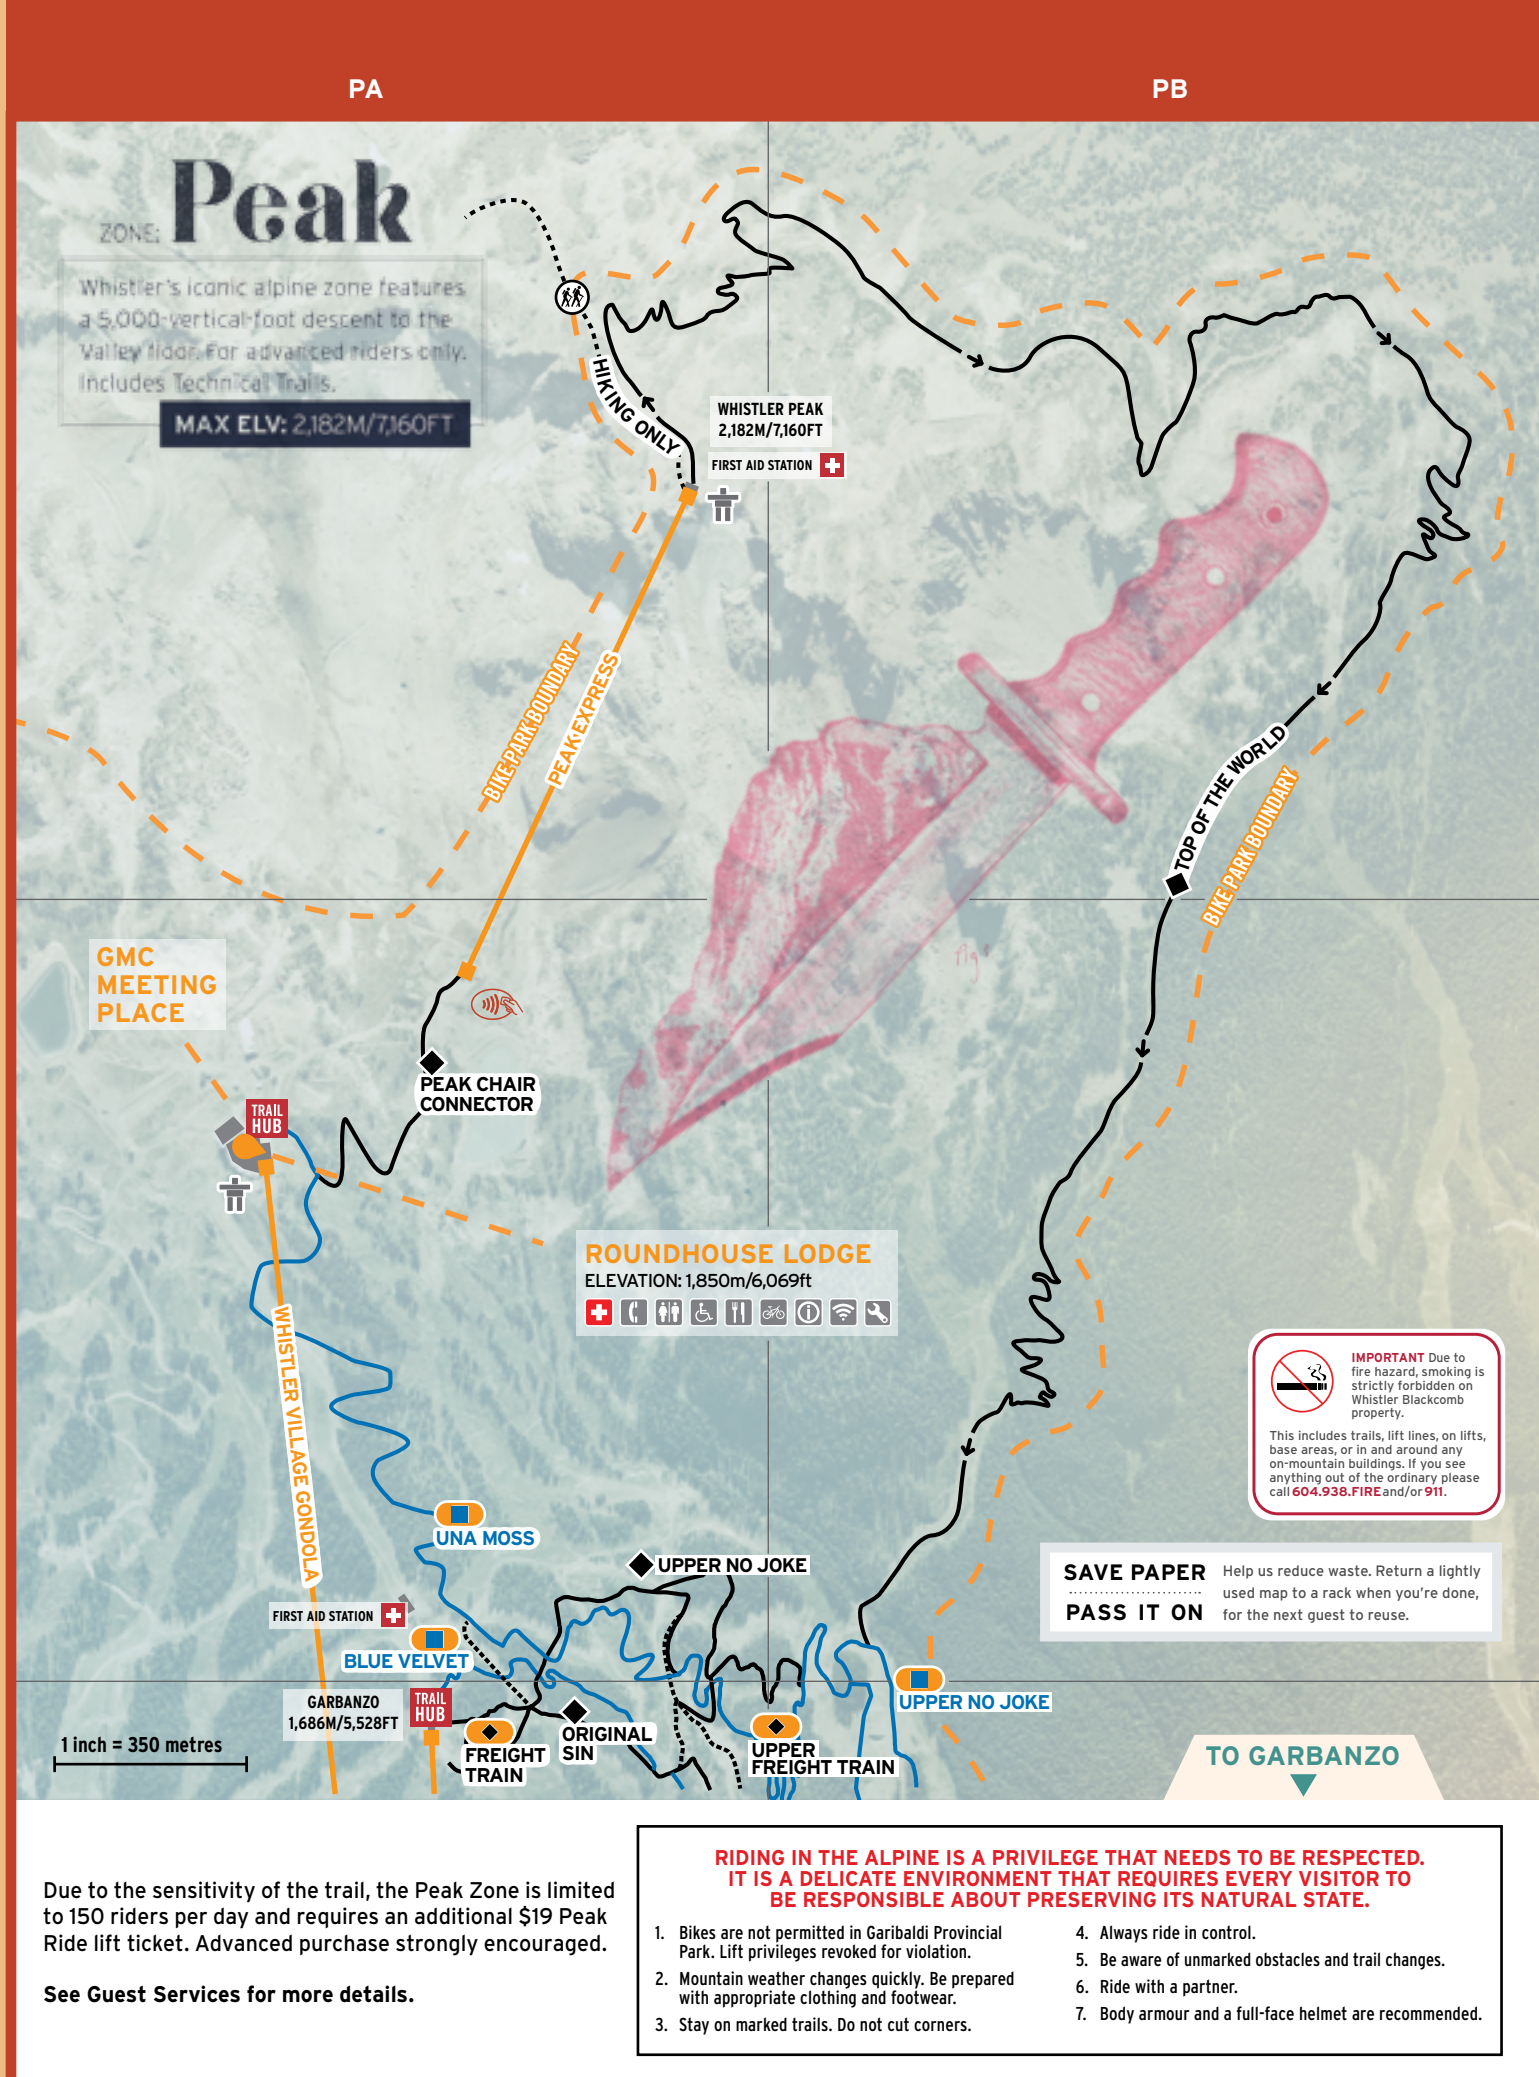 PA
PB
ZONE: Peak
Whistler's iconic alpine zone features
a 5,000-vertical-foot descent to the
Valley floor. For advanced riders only.
Includes Technical Trails.
MAX ELV: 2,182M/7,160FT
HIKING ONLY
WHISTLER PEAK
2,182M/7,160FT
FIRST AID STATION
BIKE PARK BOUNDARY
PEAK EXPRESS
TOP OF THE WORLD
BIKE PARK BOUNDARY
GMC
MEETING
PLACE
PEAK CHAIR
CONNECTOR
TRAIL
HUB
ROUNDHOUSE LODGE
ELEVATION: 1,850m/6,069ft
WHISTLER VILLAGE GONDOLA
IMPORTANT Due to
fire hazard, smoking is
strictly forbidden on
Whistler Blackcomb
property.
This includes trails, lift lines, on lifts,
base areas, or in and around any
on-mountain buildings. If you see
anything out of the ordinary please
call 604.938.FIRE and/or 911.
UNA MOSS
UPPER NO JOKE
SAVE PAPER
PASS IT ON
Help us reduce waste. Return a lightly
used map to a rack when you're done,
for the next guest to reuse.
FIRST AID STATION
BLUE VELVET
GARBANZO
1,686M/5,528FT
TRAIL
HUB
UPPER NO JOKE
FREIGHT
TRAIN
ORIGINAL
SIN
UPPER
FREIGHT TRAIN
1 inch = 350 metres
TO GARBANZO
Due to the sensitivity of the trail, the Peak Zone is limited
to 150 riders per day and requires an additional $19 Peak
Ride lift ticket. Advanced purchase strongly encouraged.
See Guest Services for more details.
RIDING IN THE ALPINE IS A PRIVILEGE THAT NEEDS TO BE RESPECTED.
IT IS A DELICATE ENVIRONMENT THAT REQUIRES EVERY VISITOR TO
BE RESPONSIBLE ABOUT PRESERVING ITS NATURAL STATE.
1. Bikes are not permitted in Garibaldi Provincial
Park. Lift privileges revoked for violation.
2. Mountain weather changes quickly. Be prepared
with appropriate clothing and footwear.
3. Stay on marked trails. Do not cut corners.
4. Always ride in control.
5. Be aware of unmarked obstacles and trail changes.
6. Ride with a partner.
7. Body armour and a full-face helmet are recommended.